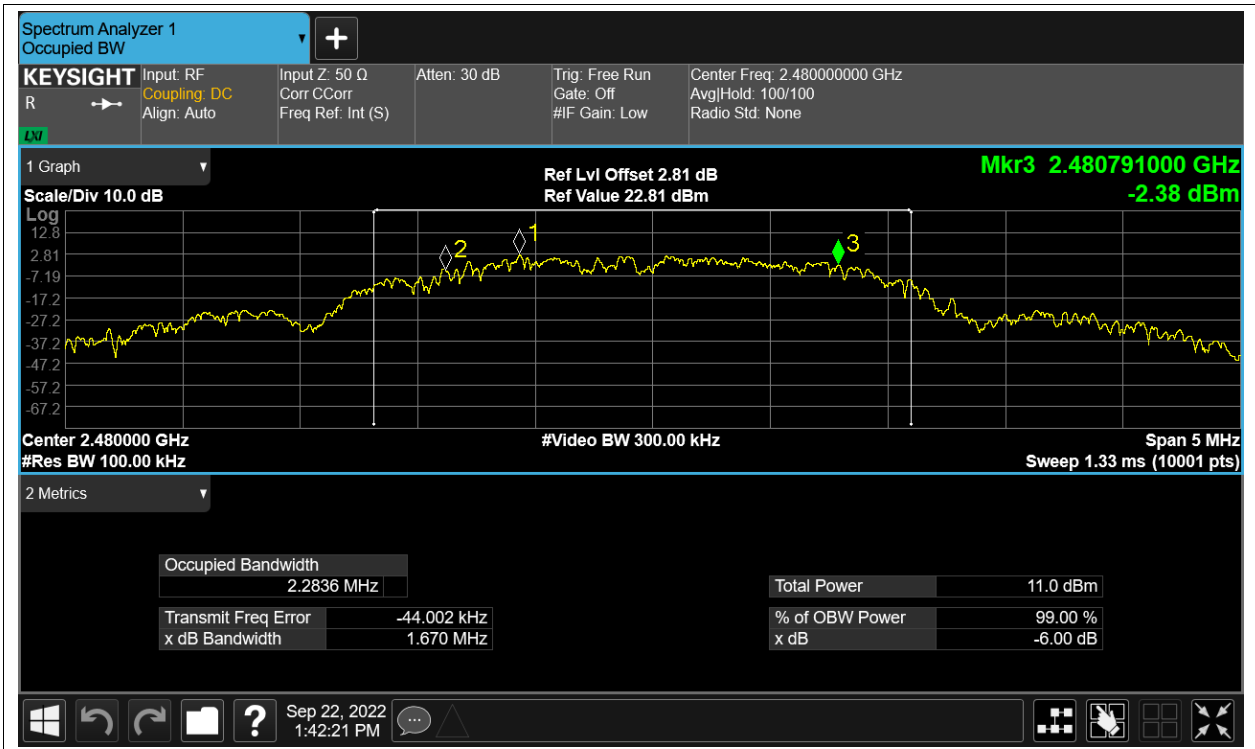 Spectrum Analyzer 1
Occupied BW
KEYSIGHT
R
LXI
Input: RF
Coupling: DC
Align: Auto
Input Z: 50 Ω
Corr CCorr
Freq Ref: Int (S)
Atten: 30 dB
Trig: Free Run
Gate: Off
#IF Gain: Low
Center Freq: 2.480000000 GHz
Avg|Hold: 100/100
Radio Std: None
1 Graph
Scale/Div 10.0 dB
Ref Lvl Offset 2.81 dB
Ref Value 22.81 dBm
Mkr3 2.480791000 GHz
-2.38 dBm
Log
12.8
2.81
-7.19
-17.2
-27.2
-37.2
-47.2
-57.2
-67.2
2
1
3
Center 2.480000 GHz
#Res BW 100.00 kHz
#Video BW 300.00 kHz
Span 5 MHz
Sweep 1.33 ms (10001 pts)
2 Metrics
Occupied Bandwidth
2.2836 MHz
Transmit Freq Error -44.002 kHz
x dB Bandwidth 1.670 MHz
Total Power 11.0 dBm
% of OBW Power 99.00 %
x dB -6.00 dB
?
Sep 22, 2022
1:42:21 PM